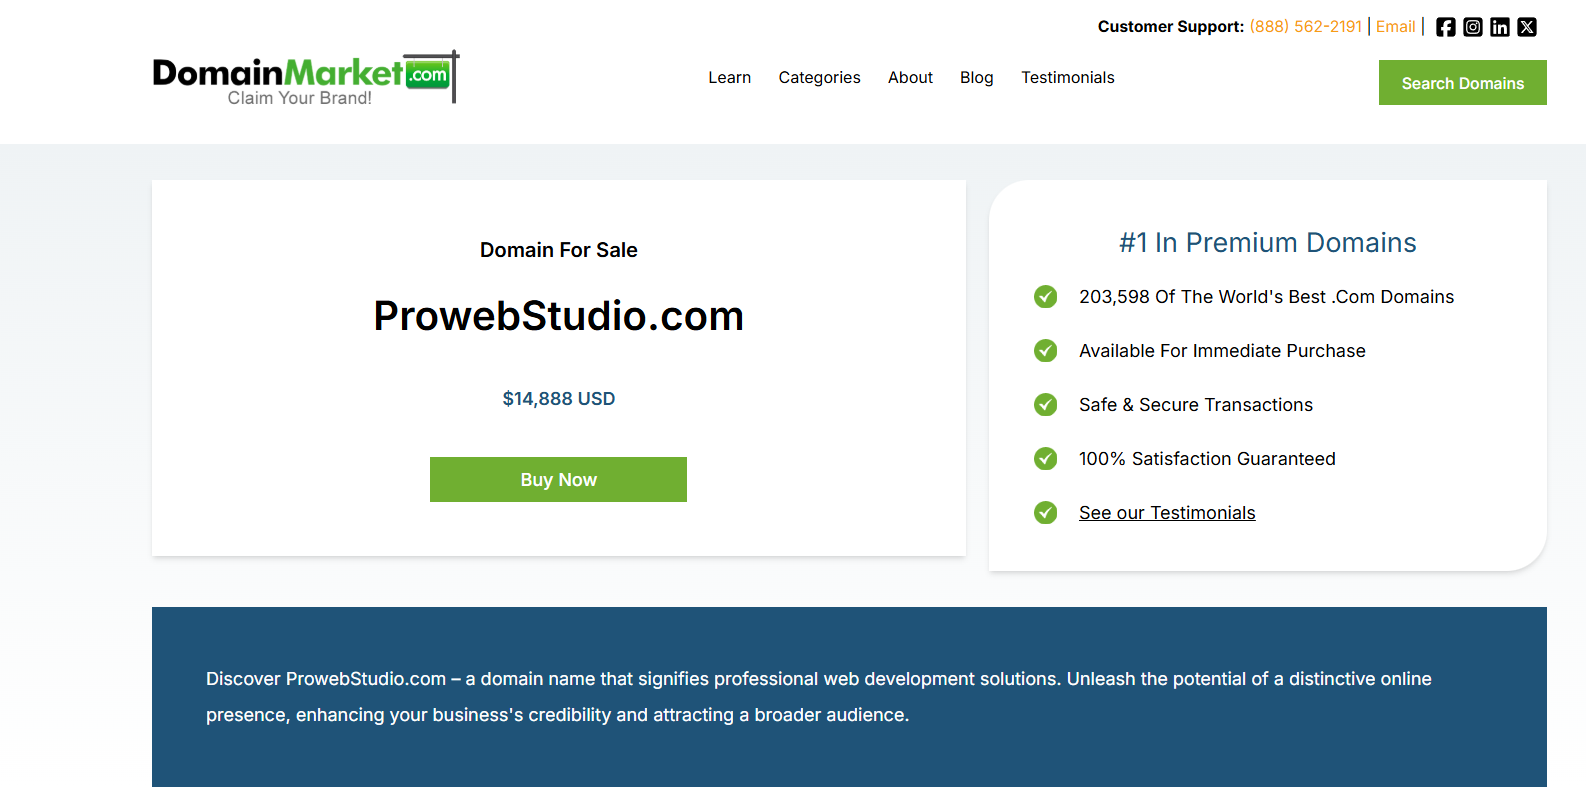 Customer Support: (888) 562-2191 | Email |
DomainMarket.com
Claim Your Brand!
Learn Categories About Blog Testimonials
Search Domains
Domain For Sale
ProwebStudio.com
$14,888 USD
Buy Now
#1 In Premium Domains
203,598 Of The World's Best .Com Domains
Available For Immediate Purchase
Safe & Secure Transactions
100% Satisfaction Guaranteed
See our Testimonials
Discover ProwebStudio.com – a domain name that signifies professional web development solutions. Unleash the potential of a distinctive online
presence, enhancing your business's credibility and attracting a broader audience.